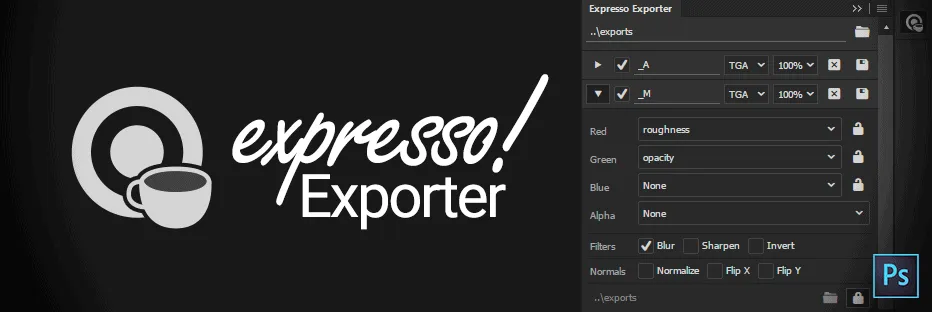 expresso!
Exporter
Expresso Exporter
..\exports
_A TGA 100%
_M TGA 100%
Red roughness
Green opacity
Blue None
Alpha None
Filters Blur Sharpen Invert
Normals Normalize Flip X Flip Y
..\exports
Ps